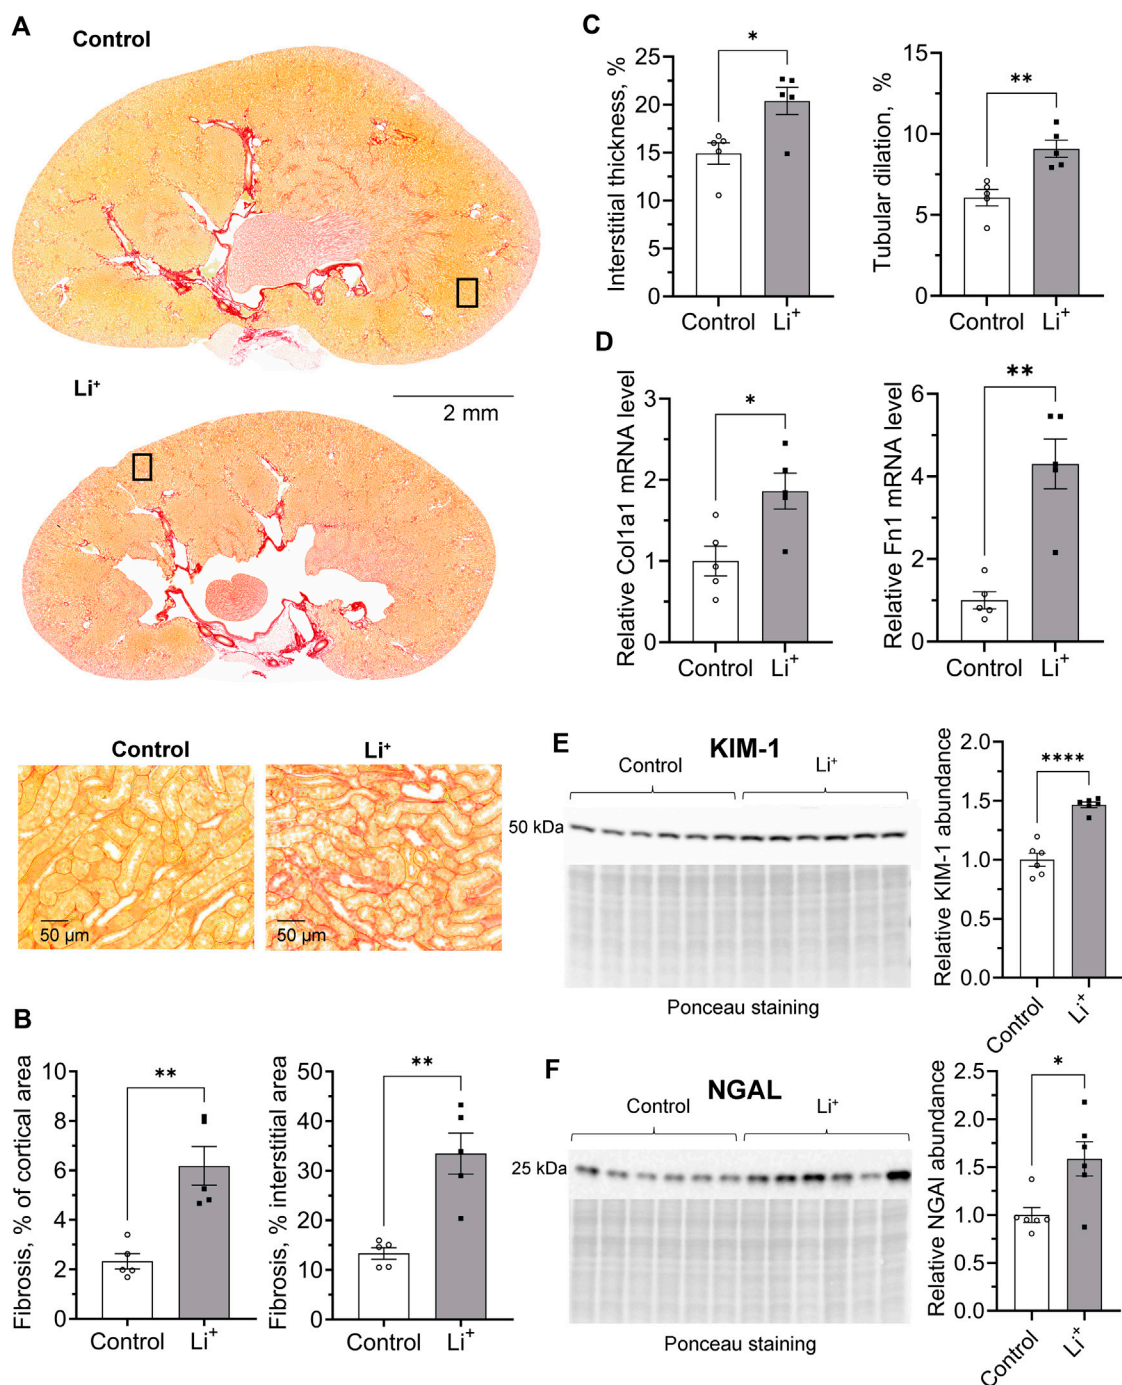 A
Control
Li⁺
2 mm
Control
Li⁺
50 µm
50 µm
B
Fibrosis, % of cortical area
10
8
6
4
2
0
**
Control
Li⁺
Fibrosis, % interstitial area
50
40
30
20
10
0
**
Control
Li⁺
C
Interstitial thickness, %
25
20
15
10
5
0
*
Control
Li⁺
Tubular dilation, %
15
10
5
0
**
Control
Li⁺
D
Relative Col1a1 mRNA level
3
2
1
0
*
Control
Li⁺
Relative Fn1 mRNA level
6
4
2
0
**
Control
Li⁺
E
KIM-1
Control
Li⁺
50 kDa
Ponceau staining
Relative KIM-1 abundance
2.0
1.5
1.0
0.5
0.0
****
Control
Li⁺
F
NGAL
Control
Li⁺
25 kDa
Ponceau staining
Relative NGAl abundance
2.5
2.0
1.5
1.0
0.5
0.0
*
Control
Li⁺